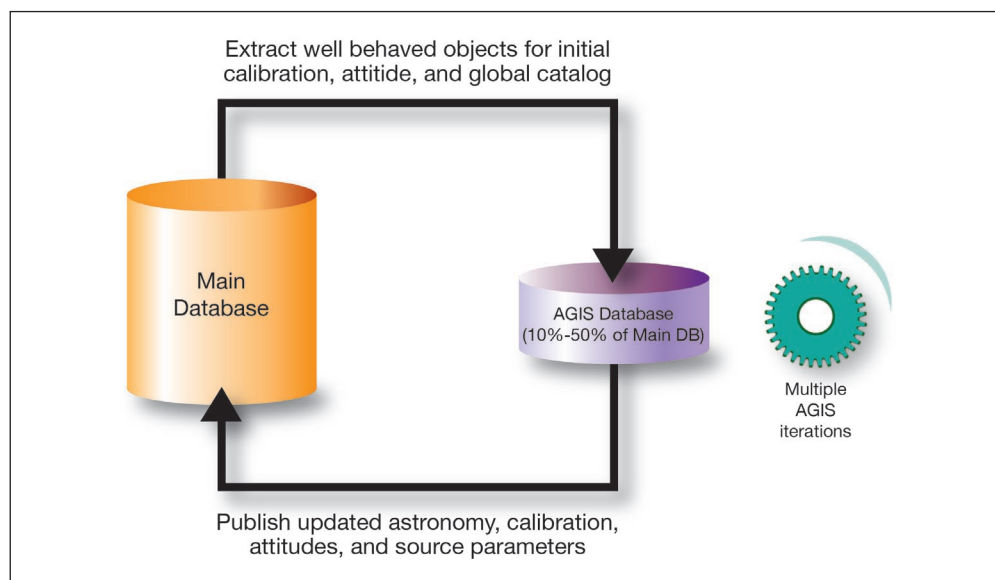 Extract well behaved objects for initial
calibration, attitide, and global catalog
Main
Database
AGIS Database
(10%-50% of Main DB)
Multiple
AGIS
iterations
Publish updated astronomy, calibration,
attitudes, and source parameters